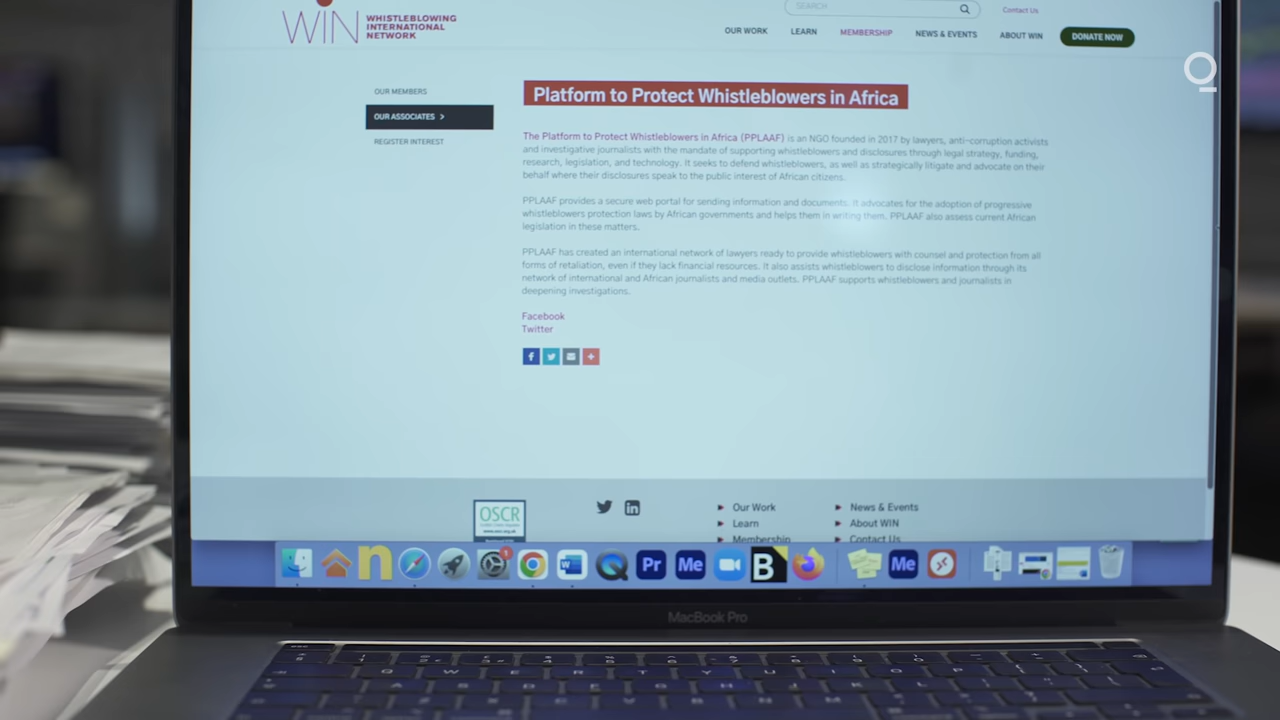 WIN
WHISTLEBLOWING
INTERNATIONAL
NETWORK
SEARCH
Contact Us
OUR WORK
LEARN
MEMBERSHIP
NEWS & EVENTS
ABOUT WIN
DONATE NOW
OUR MEMBERS
OUR ASSOCIATES >
REGISTER INTEREST
Platform to Protect Whistleblowers in Africa
The Platform to Protect Whistleblowers in Africa (PPLAAF) is an NGO founded in 2017 by lawyers, anti-corruption activists
and investigative journalists with the mandate of supporting whistleblowers and disclosures through legal strategy, funding,
research, legislation, and technology. It seeks to defend whistleblowers, as well as strategically litigate and advocate on their
behalf where their disclosures speak to the public interest of African citizens.
PPLAAF provides a secure web portal for sending information and documents. It advocates for the adoption of progressive
whistleblowers protection laws by African governments and helps them in writing them. PPLAAF also assess current African
legislation in these matters.
PPLAAF has created an international network of lawyers ready to provide whistleblowers with counsel and protection from all
forms of retaliation, even if they lack financial resources. It also assists whistleblowers to disclose information through its
network of international and African journalists and media outlets. PPLAAF supports whistleblowers and journalists in
deepening investigations.
Facebook
Twitter
OSCR
Our Work
Learn
Membership
News & Events
About WIN
Contact Us
n
1
W
Pr
Me
B
Me
MacBook Pro